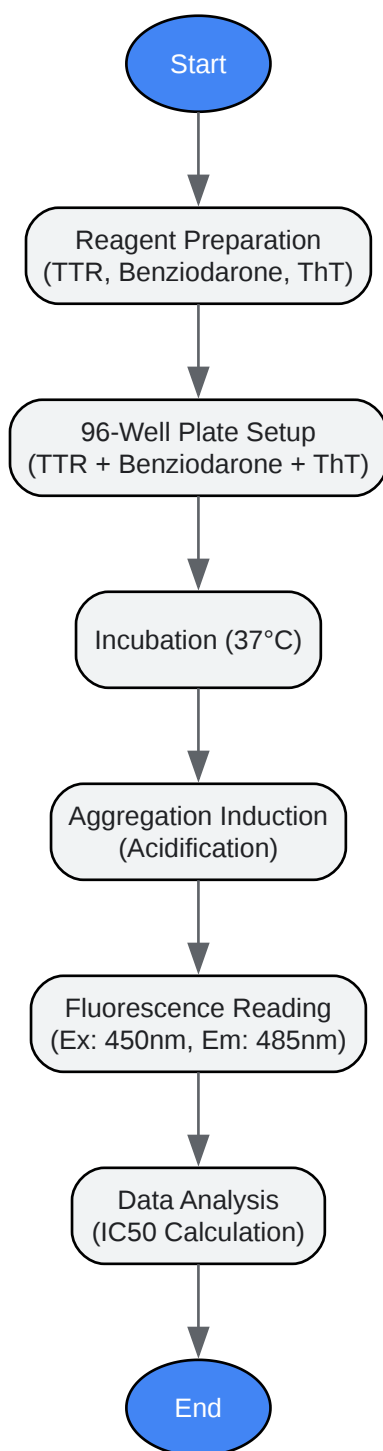 Start
Reagent Preparation
(TTR, Benziodarone, ThT)
96-Well Plate Setup
(TTR + Benziodarone + ThT)
Incubation (37°C)
Aggregation Induction
(Acidification)
Fluorescence Reading
(Ex: 450nm, Em: 485nm)
Data Analysis
(IC50 Calculation)
End